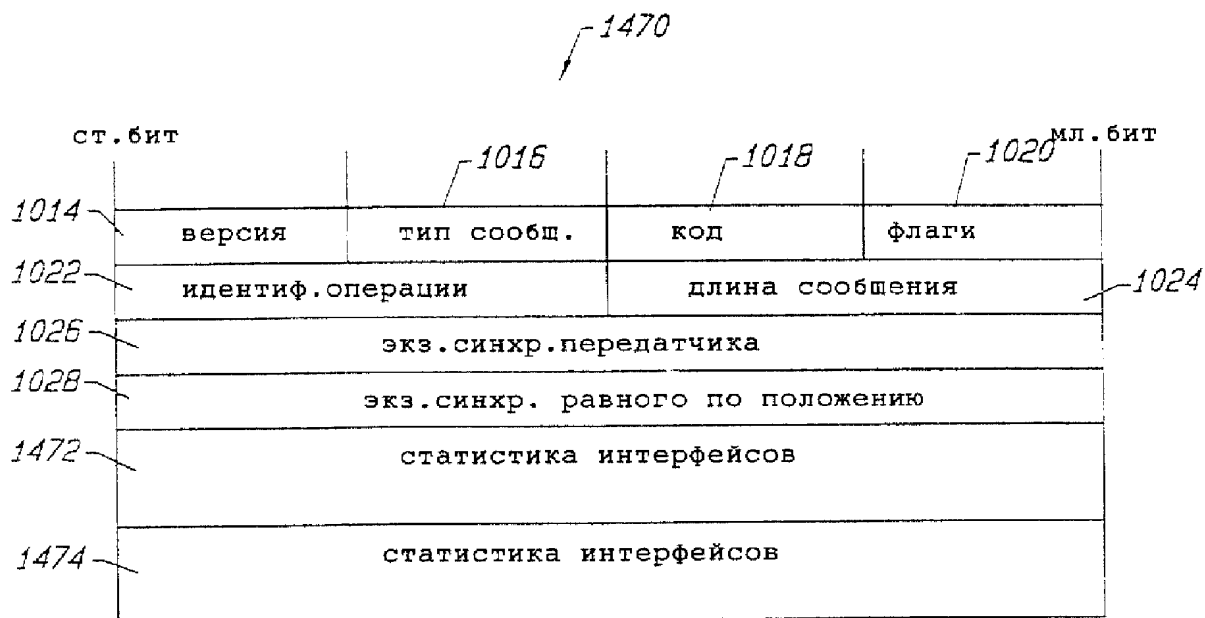 1470
ст.бит мл.бит
1016 1018 1020
1014 версия тип сообщ. код флаги
1022 идентиф.операции длина сообщения 1024
1026 экз.синхр.передатчика
1028 экз.синхр. равного по положению
1472 статистика интерфейсов
1474 статистика интерфейсов